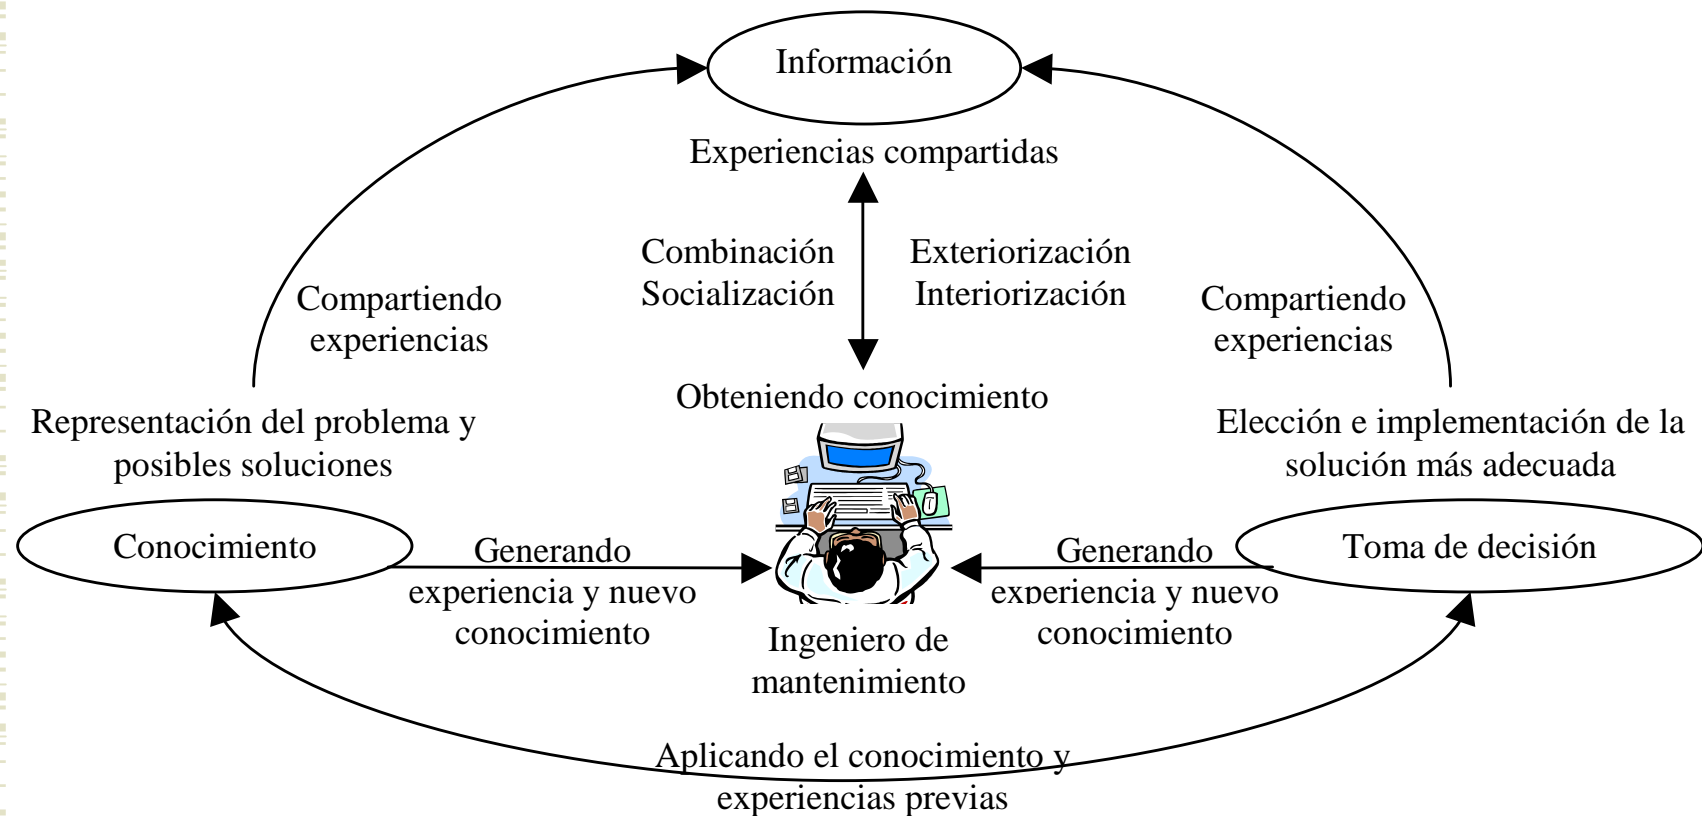 Información
Experiencias compartidas
Combinación
Socialización
Exteriorización
Interiorización
Compartiendo
experiencias
Compartiendo
experiencias
Obteniendo conocimiento
Representación del problema y
posibles soluciones
Elección e implementación de la
solución más adecuada
Conocimiento
Generando
experiencia y nuevo
conocimiento
Generando
experiencia y nuevo
conocimiento
Toma de decisión
Ingeniero de
mantenimiento
Aplicando el conocimiento y
experiencias previas